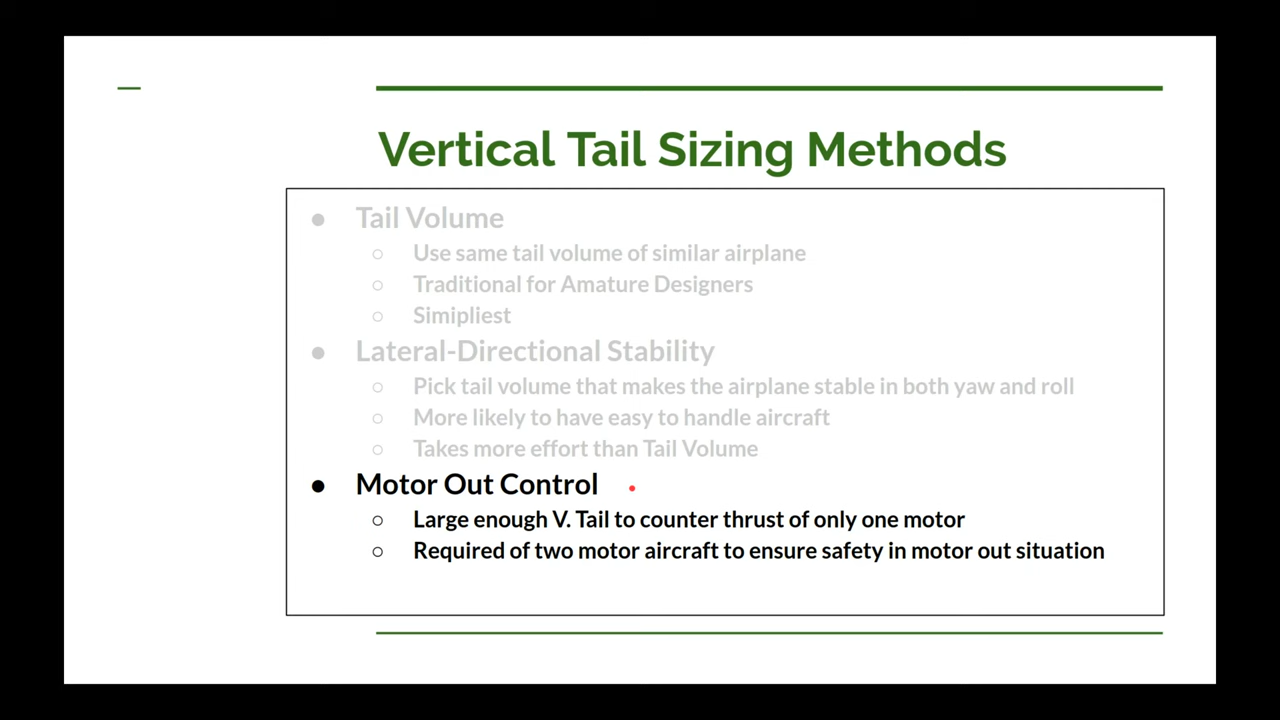 Vertical Tail Sizing Methods
● Tail Volume
○ Use same tail volume of similar airplane
○ Traditional for Amature Designers
○ Simipliest
● Lateral-Directional Stability
○ Pick tail volume that makes the airplane stable in both yaw and roll
○ More likely to have easy to handle aircraft
○ Takes more effort than Tail Volume
● Motor Out Control
○ Large enough V. Tail to counter thrust of only one motor
○ Required of two motor aircraft to ensure safety in motor out situation